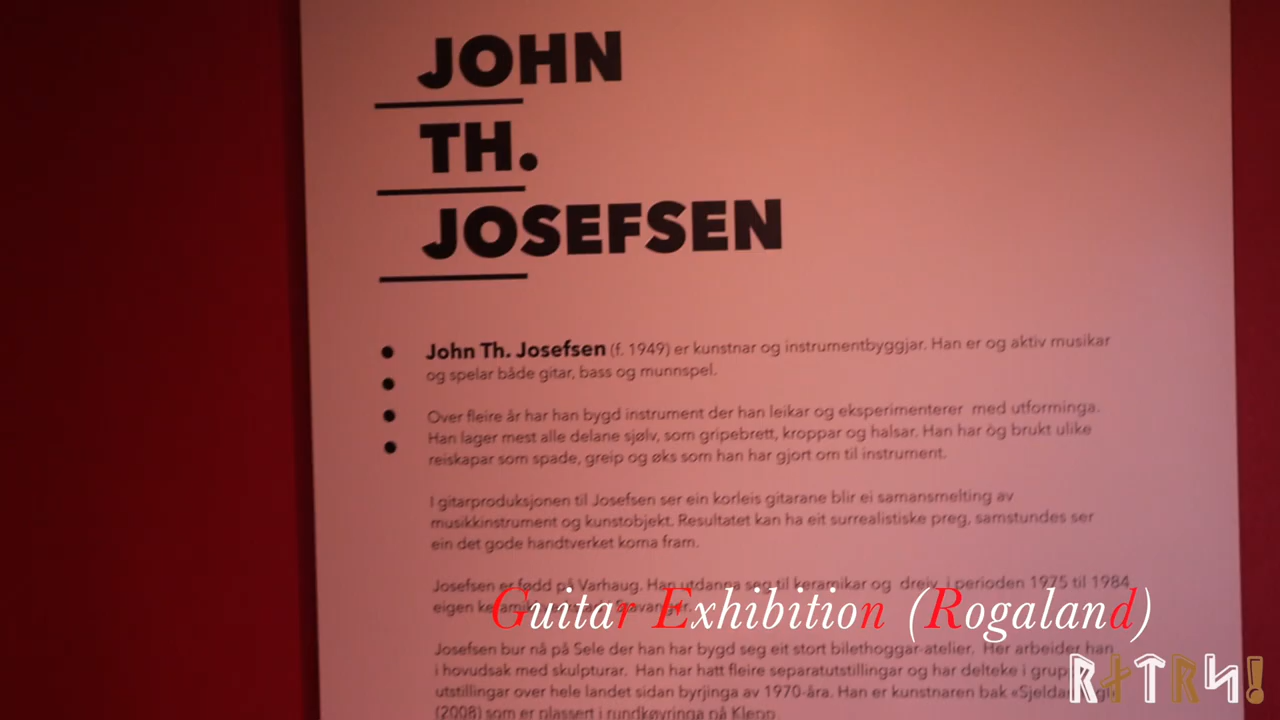 JOHN
TH.
JOSEFSEN
John Th. Josefsen (f. 1949) er kunstnar og instrumentbyggjar. Han er og aktiv musikar
og spelar både gitar, bass og munnspel.
Over fleire år har han bygd instrument der han leikar og eksperimenterer med utforminga.
Han lager mest alle delane sjølv, som gripebrett, kroppar og halsar. Han har òg brukt ulike
reiskapar som spade, greip og øks som han har gjort om til instrument.
I gitarproduksjonen til Josefsen ser ein korleis gitarane blir ei samansmelting av
musikkinstrument og kunstobjekt. Resultatet kan ha eit surrealistiske preg, samstundes ser
ein det gode handtverket koma fram.
Josefsen er fødd på Varhaug. Han utdanna seg til keramikar og dreiv i perioden 1975 til 1984
eigen
Guitar Exhibition (Rogaland)
Josefsen bur nå på Sele der han har bygd seg eit stort bilethoggar-atelier. Her arbeider han
i hovudsak med skulpturar. Han har hatt fleire separatutstillingar og har delteke i
utstillingar over hele landet sidan byrjinga av 1970-åra. Han er kunstnaren bak
(2008) som er plassert i rundkøyringa på Klepp.